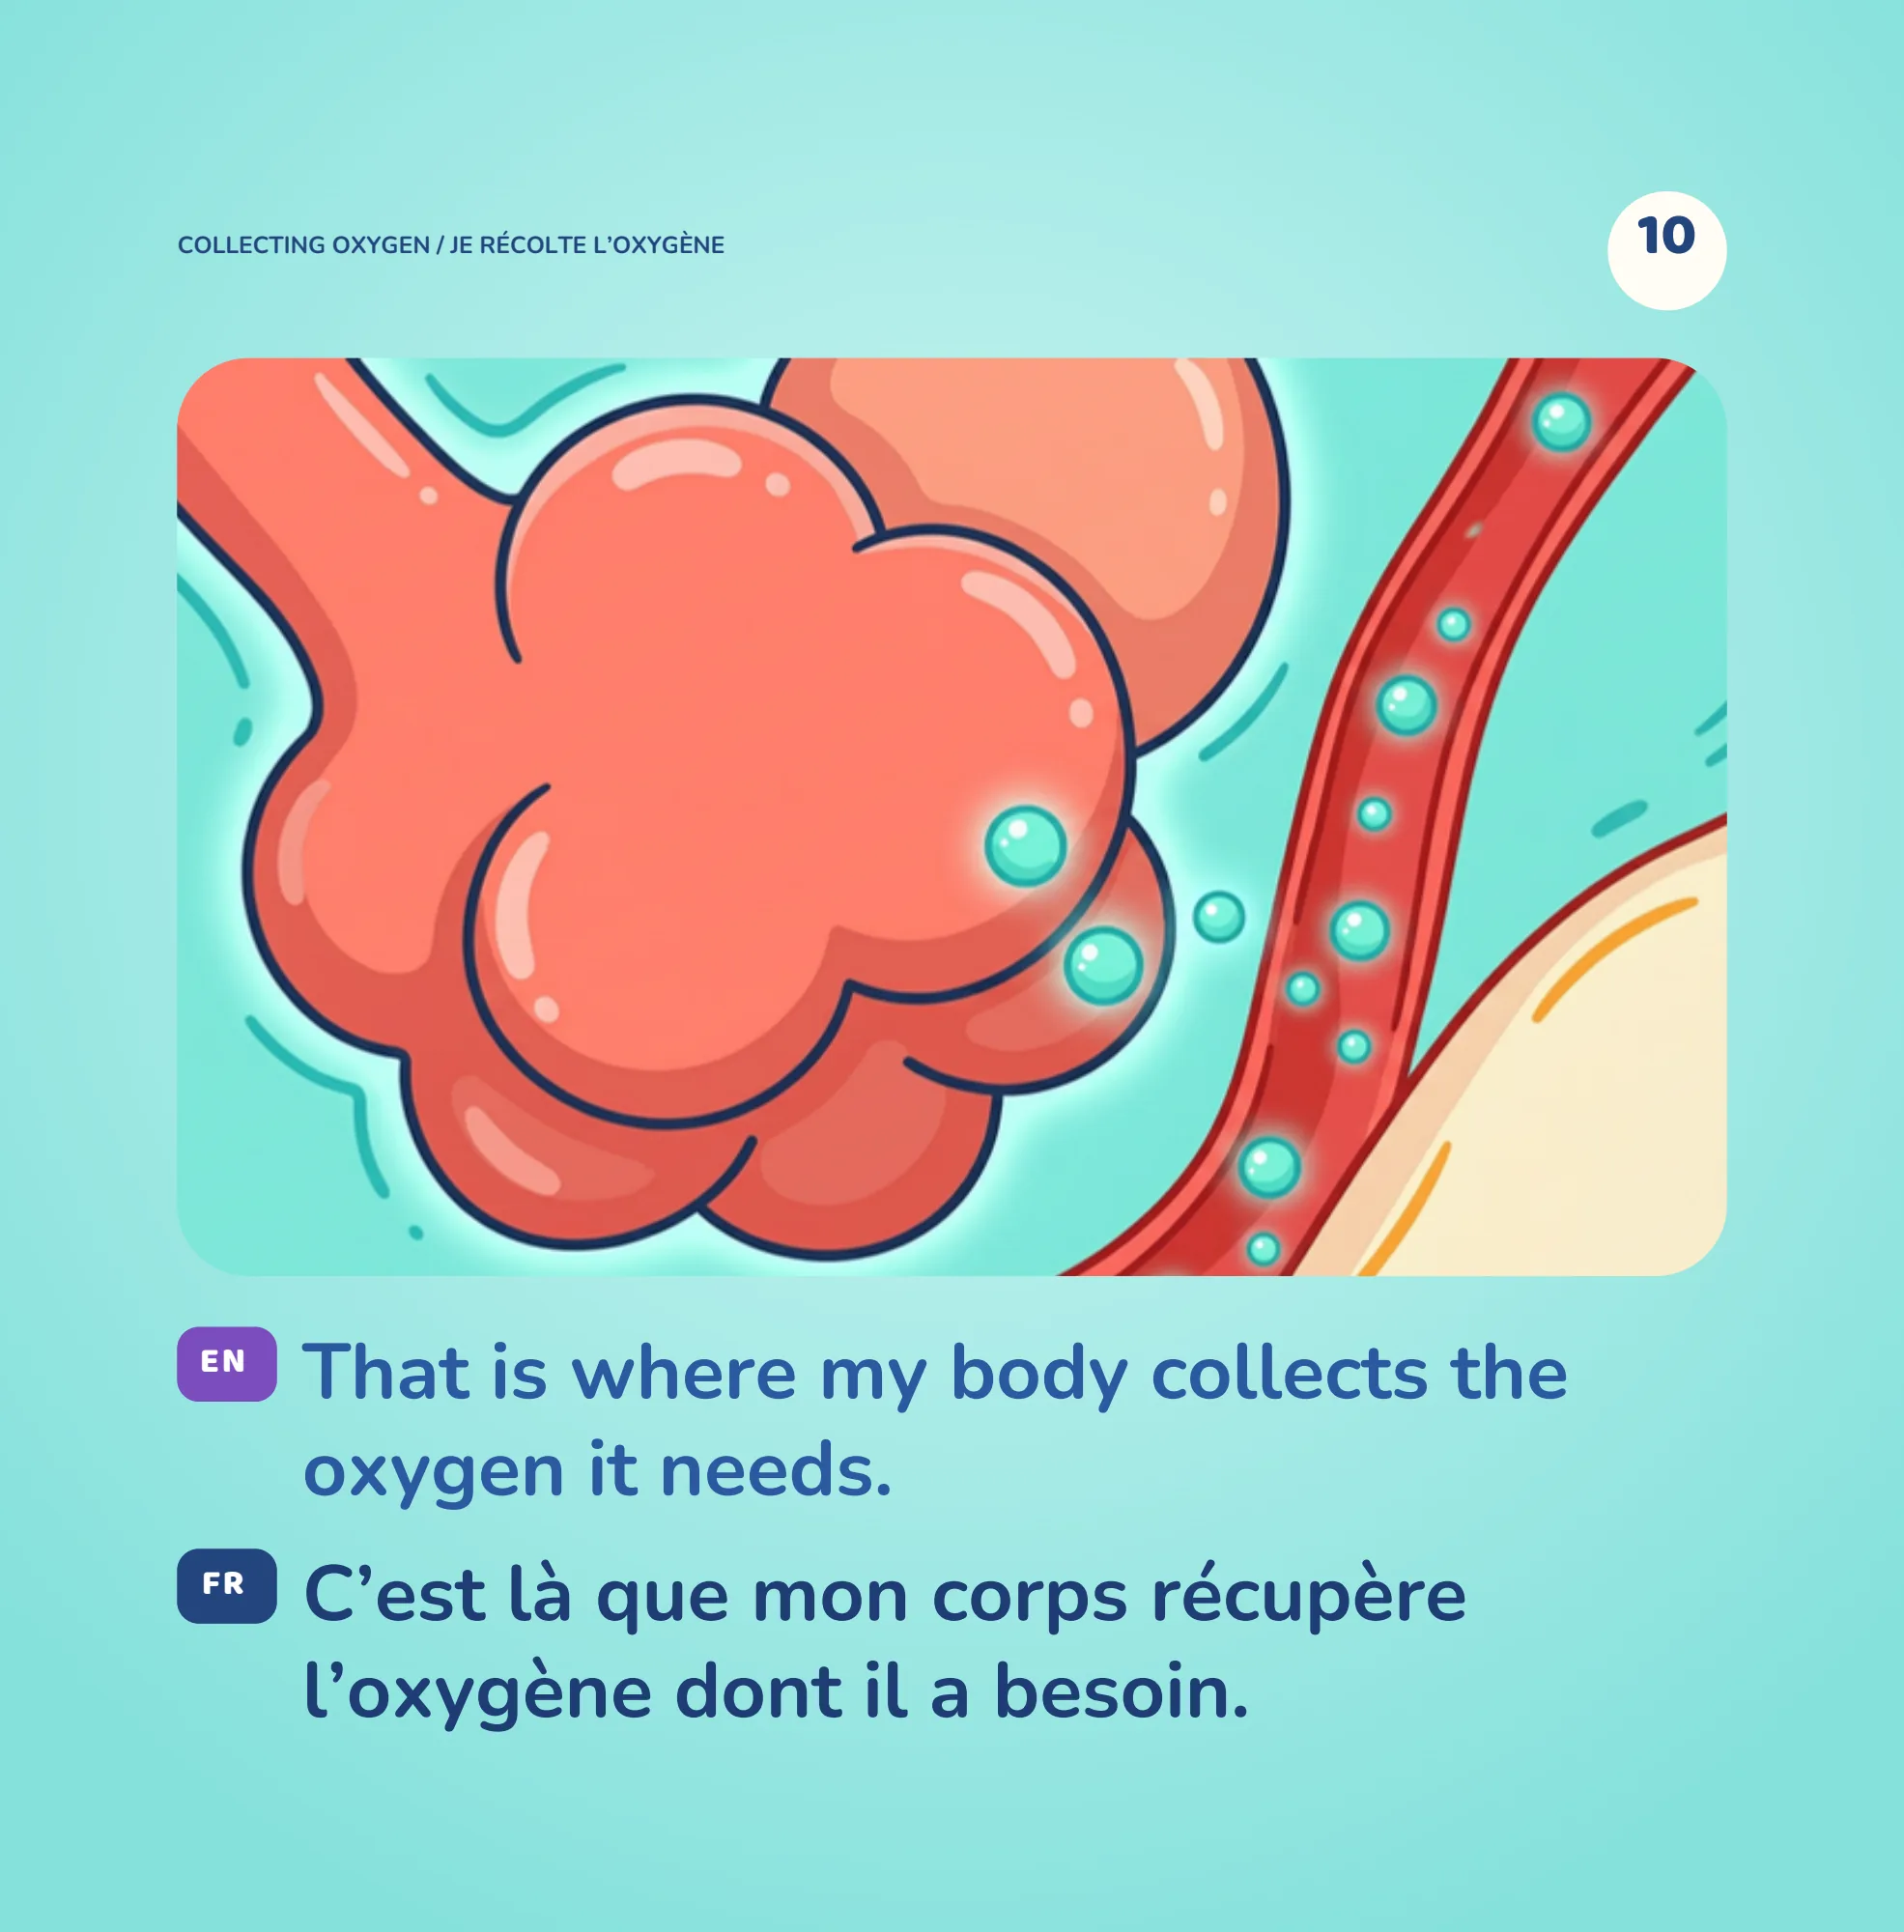 COLLECTING OXYGEN / JE RÉCOLTE L’OXYGÈNE
10
EN
That is where my body collects the
oxygen it needs.
FR
C’est là que mon corps récupère
l’oxygène dont il a besoin.